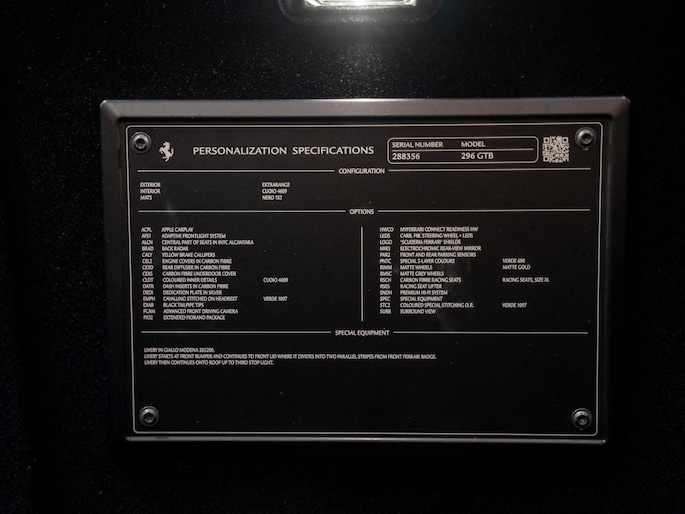 PERSONALIZATION SPECIFICATIONS
SERIAL NUMBER MODEL
288356 296 GTB
CONFIGURATION
EXTERIOR EXTRARANGE
INTERIOR CUOIO 4609
MATS NERO 152
OPTIONS
ACPL APPLE CARPLAY
AFS1 ADAPTIVE FRONTLIGHT SYSTEM
ALCN CENTRAL PART OF SEATS IN INTC ALCANTARA
BRAD BACK RADAR
CALY YELLOW BRAKE CALLIPERS
CEL2 ENGINE COVERS IN CARBON FIBRE
CEXD REAR DIFFUSER IN CARBON FIBRE
CEXS CARBON FIBRE UNDERDOOR COVER
CLDT COLOURED INNER DETAILS CUOIO 4609
DATR DASH INSERTS IN CARBON FIBRE
DEDI DEDICATION PLATE IN SILVER
EMPH CAVALLINO STITCHED ON HEADREST VERDE 1097
EXAB BLACK TAILPIPE TIPS
FCAM ADVANCED FRONT DRIVING CAMERA
FIO2 EXTENDED FIORANO PACKAGE
HWCO MYFERRARI CONNECT READINESS HW
LEDS CARB. FIB. STEERING WHEEL + LEDS
LOGO "SCUDERIA FERRARI" SHIELDS
MIR3 ELECTROCHROMIC REAR-VIEW MIRROR
PAR2 FRONT AND REAR PARKING SENSORS
PNTC SPECIAL 2-LAYER COLOURS VERDE 690
RIMM MATTE WHEELS MATTE GOLD
RMSC MATTE GREY WHEELS
RSCH CARBON FIBRE RACING SEATS RACING SEATS, SIZE XL
RSES RACING SEAT LIFTER
SNDH PREMIUM HI-FI SYSTEM
SPEC SPECIAL EQUIPMENT
STC2 COLOURED SPECIAL STITCHING O.R. VERDE 1097
SURR SURROUND VIEW
SPECIAL EQUIPMENT
LIVERY IN GIALLO MODENA 205200.
LIVERY STARTS AT FRONT BUMPER AND CONTINUES TO FRONT LID WHERE IT DIVIDES INTO TWO PARALLEL STRIPES FROM FRONT FERRARI BADGE.
LIVERY THEN CONTINUES ONTO ROOF UP TO THIRD STOP LIGHT.